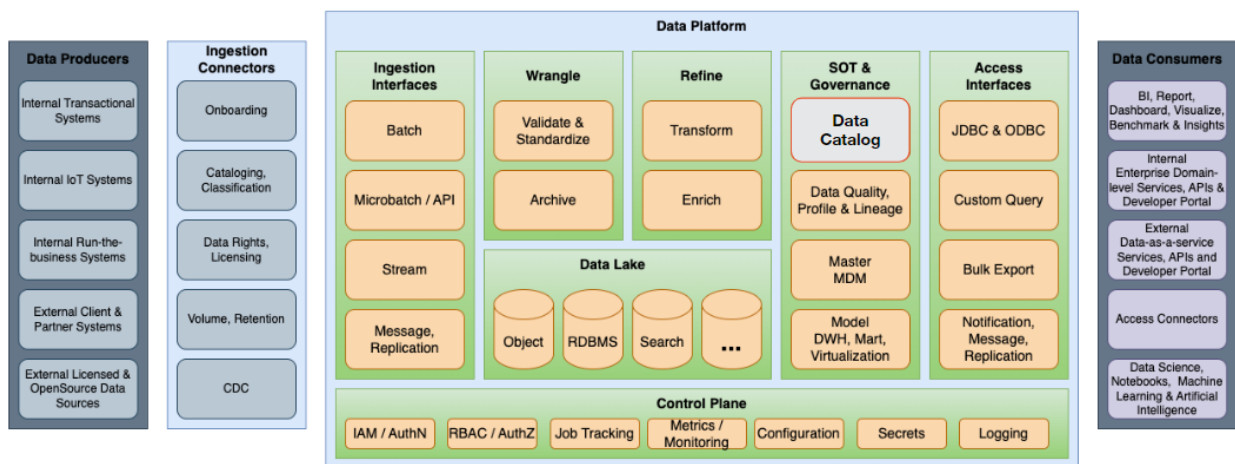 Data Platform
Data Producers
Internal Transactional
Systems
Internal IoT Systems
Internal Run-the-
business Systems
External Client &
Partner Systems
External Licensed &
OpenSource Data
Sources
Ingestion
Connectors
Onboarding
Cataloging,
Classification
Data Rights,
Licensing
Volume, Retention
CDC
Ingestion
Interfaces
Batch
Microbatch / API
Stream
Message,
Replication
Wrangle
Validate &
Standardize
Archive
Refine
Transform
Enrich
Data Lake
Object
RDBMS
Search
...
SOT &
Governance
Data
Catalog
Data Quality,
Profile & Lineage
Master
MDM
Model
DWH, Mart,
Virtualization
Access
Interfaces
JDBC & ODBC
Custom Query
Bulk Export
Notification,
Message,
Replication
Control Plane
IAM / AuthN
RBAC / AuthZ
Job Tracking
Metrics /
Monitoring
Configuration
Secrets
Logging
Data Consumers
BI, Report,
Dashboard, Visualize,
Benchmark & Insights
Internal
Enterprise Domain-
level Services, APIs &
Developer Portal
External
Data-as-a-service
Services, APIs and
Developer Portal
Access Connectors
Data Science,
Notebooks, Machine
Learning & Artificial
Intelligence